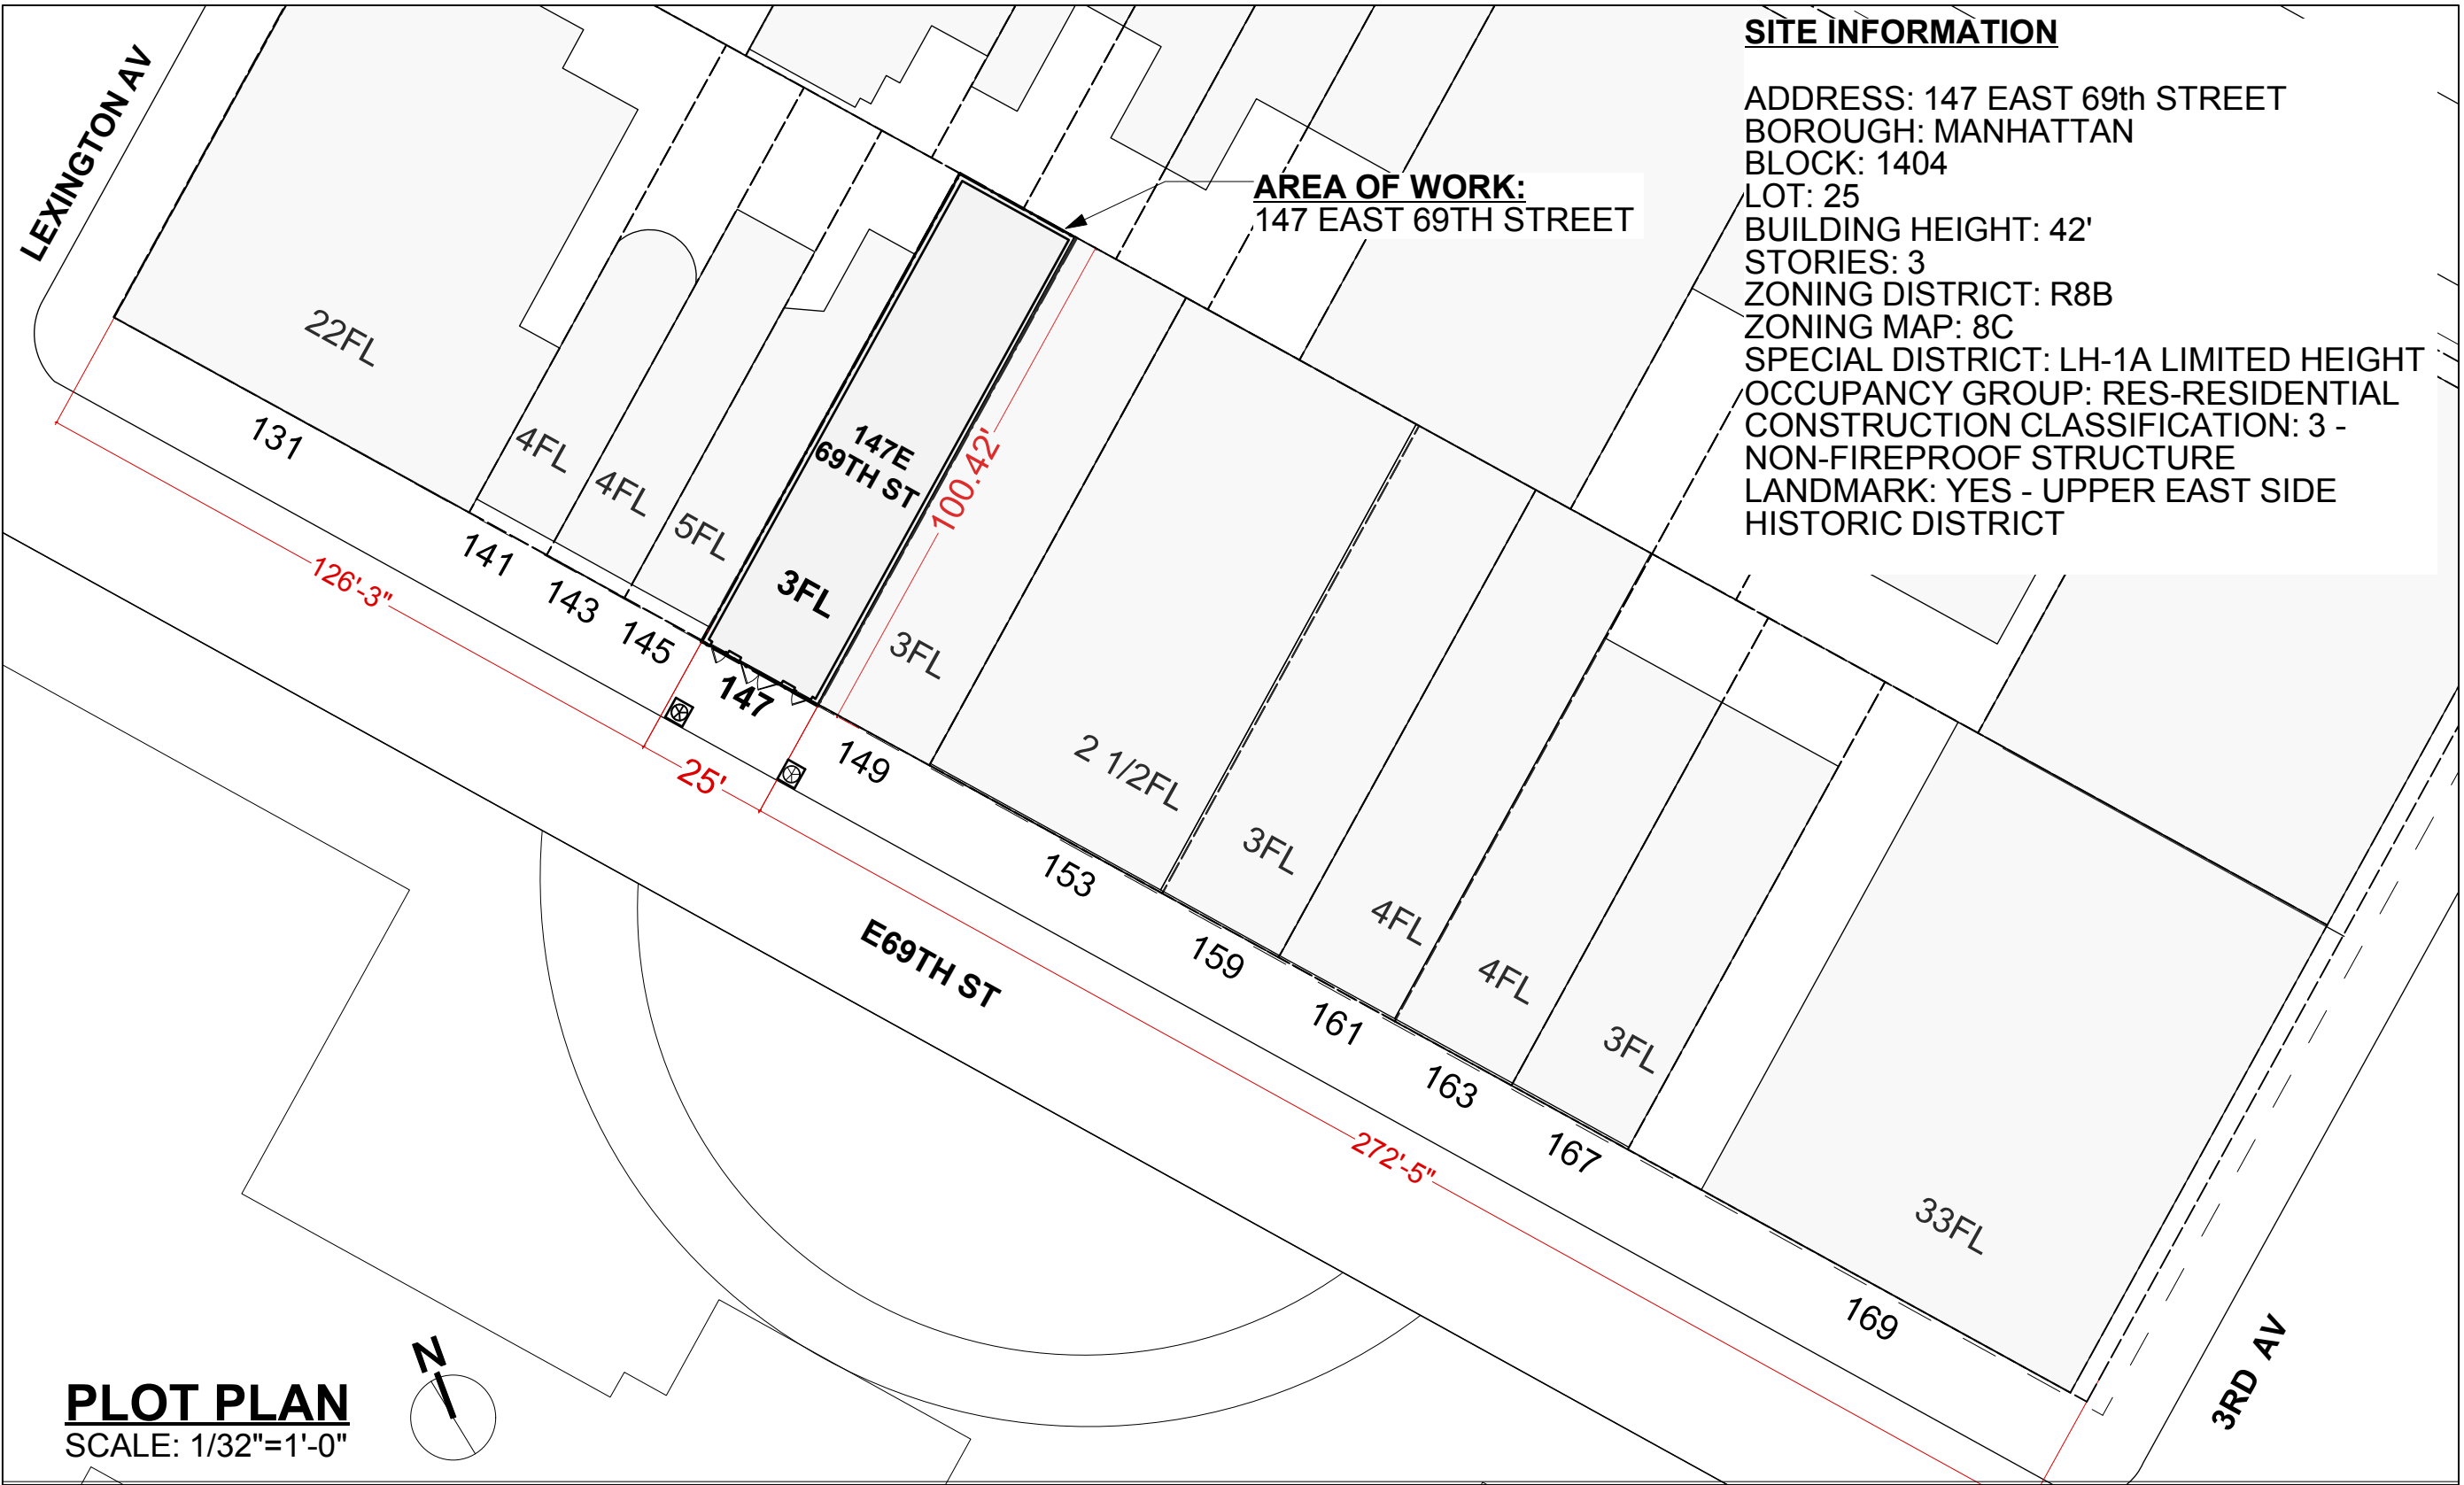 SITE INFORMATION
ADDRESS: 147 EAST 69th STREET
BOROUGH: MANHATTAN
BLOCK: 1404
LOT: 25
BUILDING HEIGHT: 42'
STORIES: 3
ZONING DISTRICT: R8B
ZONING MAP: 8C
SPECIAL DISTRICT: LH-1A LIMITED HEIGHT
OCCUPANCY GROUP: RES-RESIDENTIAL
CONSTRUCTION CLASSIFICATION: 3 -
NON-FIREPROOF STRUCTURE
LANDMARK: YES - UPPER EAST SIDE
HISTORIC DISTRICT
AREA OF WORK:
147 EAST 69TH STREET
LEXINGTON AV
22FL
4FL
4FL
5FL
147E
69TH ST
3FL
100.42'
3FL
2 1/2FL
3FL
4FL
4FL
3FL
33FL
131
141
143
145
147
149
153
159
161
163
167
169
126'-3"
25'
272'-5"
E69TH ST
3RD AV
N
PLOT PLAN
SCALE: 1/32"=1'-0"